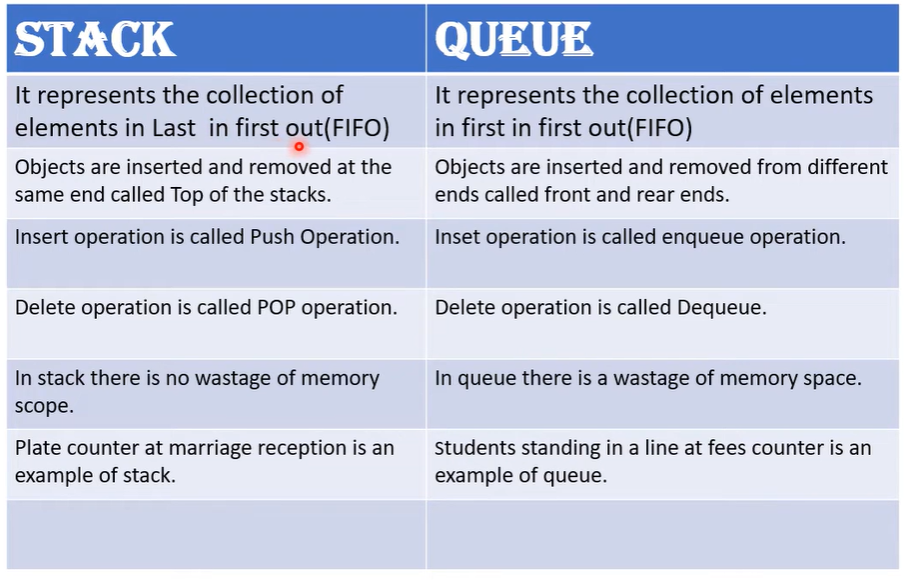 STACK
QUEUE
It represents the collection of
elements in Last in first out(FIFO)
It represents the collection of elements
in first in first out(FIFO)
Objects are inserted and removed at the
same end called Top of the stacks.
Objects are inserted and removed from different
ends called front and rear ends.
Insert operation is called Push Operation.
Inset operation is called enqueue operation.
Delete operation is called POP operation.
Delete operation is called Dequeue.
In stack there is no wastage of memory
scope.
In queue there is a wastage of memory space.
Plate counter at marriage reception is an
example of stack.
Students standing in a line at fees counter is an
example of queue.